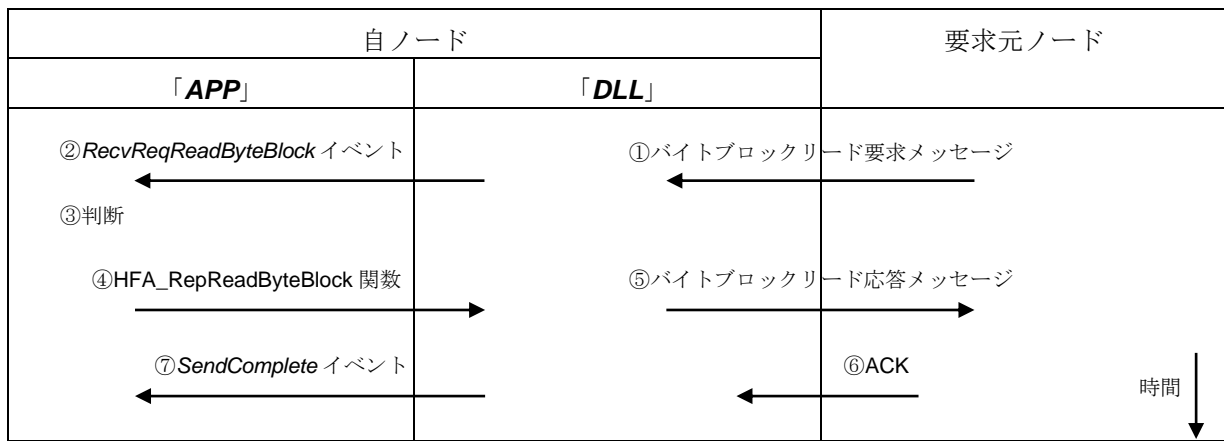 自ノード
要求元ノード
「APP」
「DLL」
②RecvReqReadByteBlock イベント
①バイトブロックリード要求メッセージ
③判断
④HFA_RepReadByteBlock 関数
⑤バイトブロックリード応答メッセージ
⑦SendComplete イベント
⑥ACK
時間